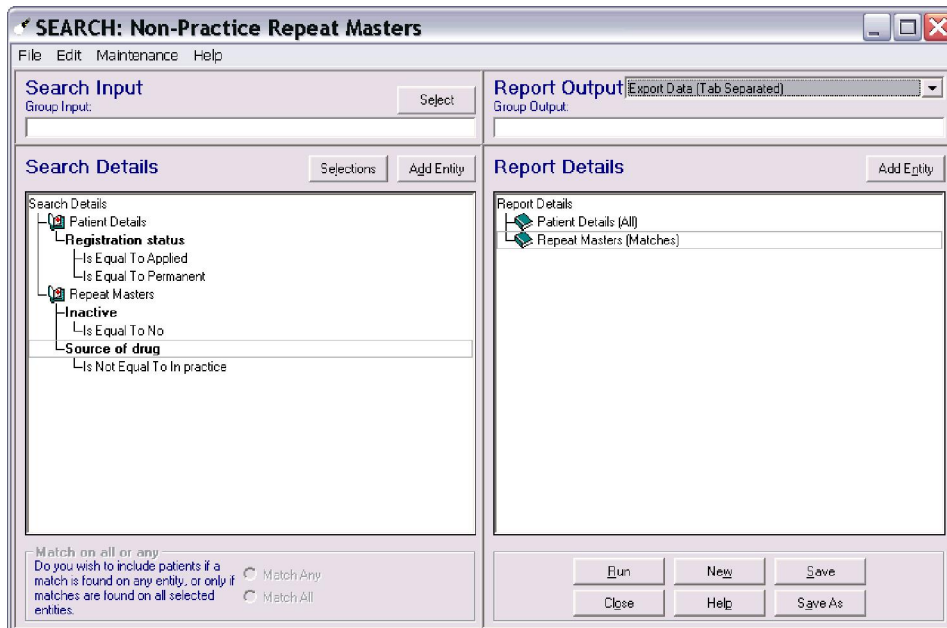 SEARCH: Non-Practice Repeat Masters
File Edit Maintenance Help
Search Input
Group Input:
Select
Report Output
Export Data (Tab Separated)
Group Output:
Search Details
Selections
Add Entity
Search Details
Patient Details
Registration status
Is Equal To Applied
Is Equal To Permanent
Repeat Masters
Inactive
Is Equal To No
Source of drug
Is Not Equal To In practice
Match on all or any
Do you wish to include patients if a
match is found on any entity, or only if
matches are found on all selected
entities.
Match Any
Match All
Report Details
Add Entity
Report Details
Patient Details (All)
Repeat Masters (Matches)
Run New Save
Close Help Save As